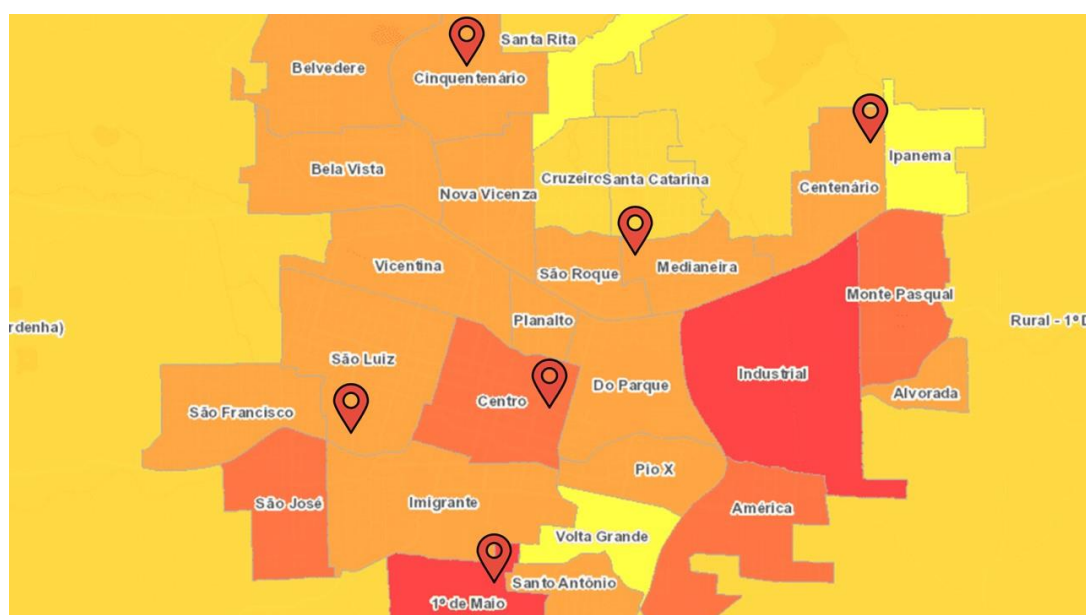 Santa Rita
Belvedere
Cinquentenário
Ipanema
Bela Vista
Cruzeiro
Santa Catarina
Centenário
Nova Vicenza
Vicentina
São Roque
Medianeira
Monte Pasqual
Planalto
rdenha)
Rural - 1º D
São Luiz
Industrial
Do Parque
Alvorada
Centro
São Francisco
Pio X
São José
Imigrante
América
Volta Grande
Santo Antônio
1º de Maio